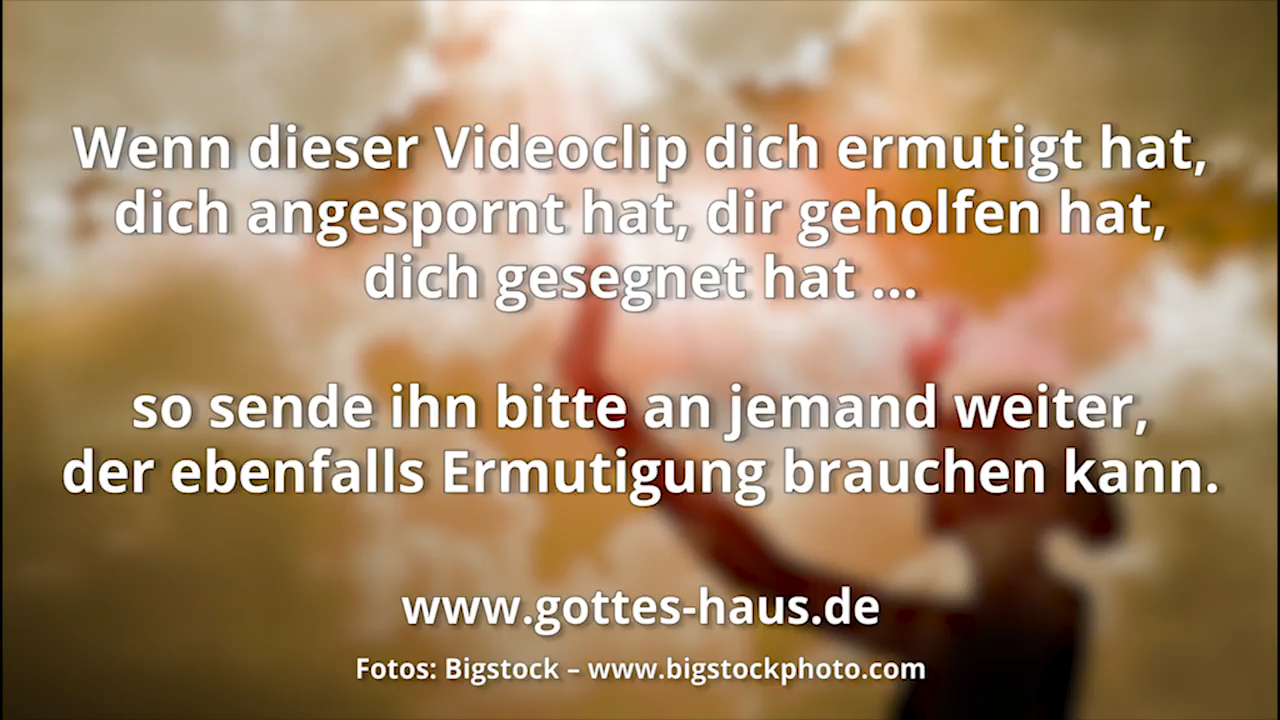 Wenn dieser Videoclip dich ermutigt hat,
dich angespornt hat, dir geholfen hat,
dich gesegnet hat ...
so sende ihn bitte an jemand weiter,
der ebenfalls Ermutigung brauchen kann.
www.gottes-haus.de
Fotos: Bigstock – www.bigstockphoto.com